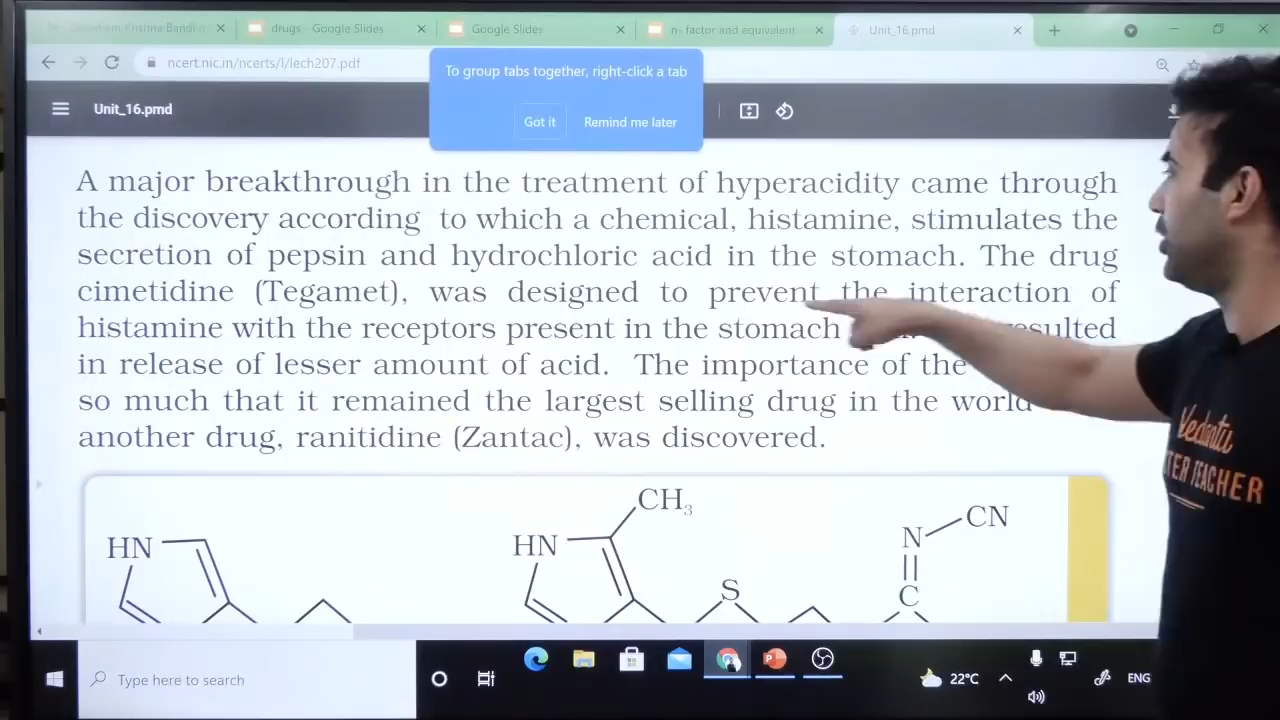 drugs - Google Slides
Google Slides
n- factor and equivalent
Unit_16.pmd
ncert.nic.in/ncerts/l/lech207.pdf
To group tabs together, right-click a tab
Got it
Remind me later
Unit_16.pmd
A major breakthrough in the treatment of hyperacidity came through
the discovery according to which a chemical, histamine, stimulates the
secretion of pepsin and hydrochloric acid in the stomach. The drug
cimetidine (Tegamet), was designed to prevent the interaction of
histamine with the receptors present in the stomach resulted
in release of lesser amount of acid. The importance of the
so much that it remained the largest selling drug in the world
another drug, ranitidine (Zantac), was discovered.
CH3
HN
HN
N
CN
S
C
Vedantu
TER TEACHER
Type here to search
22°C
ENG